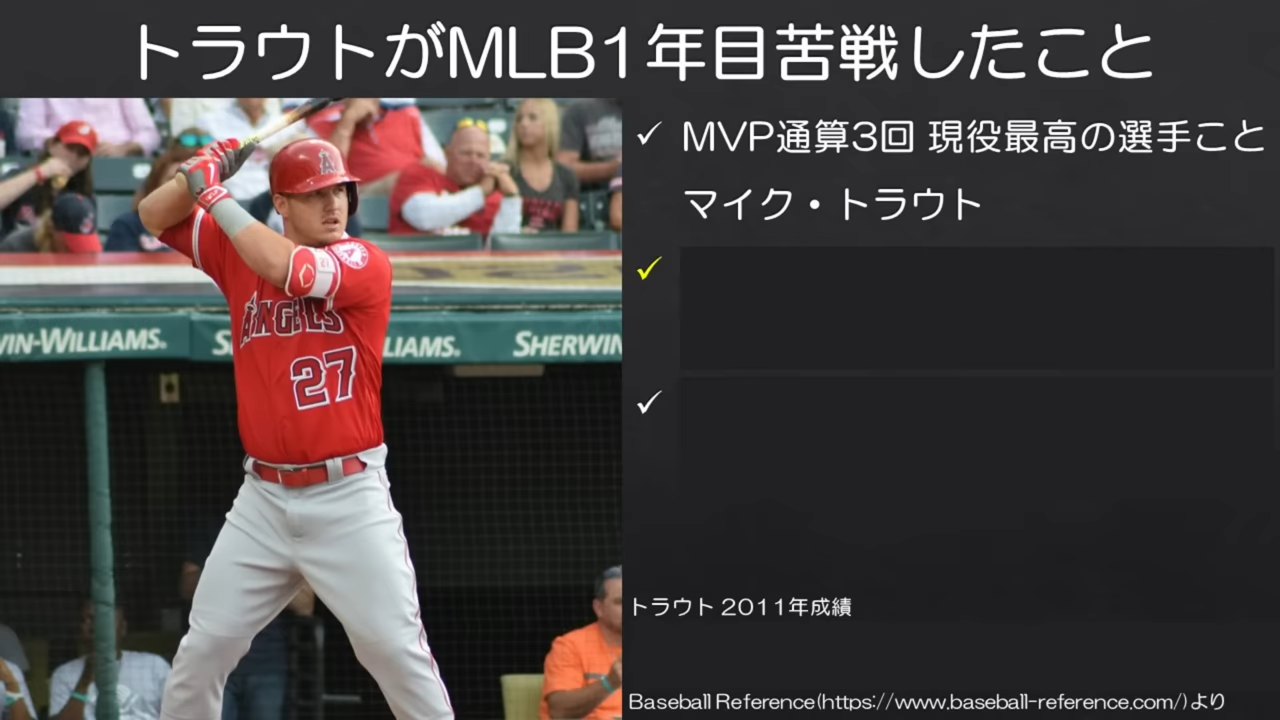 トラウトがMLB1年目苦戦したこと
✓ MVP通算3回 現役最高の選手こと
マイク・トラウト
✓
✓
A
A
ANGELS
27
WIN-WILLIAMS.
LIAMS.
SHERWIN
トラウト 2011年成績
Baseball Reference(https://www.baseball-reference.com/)より